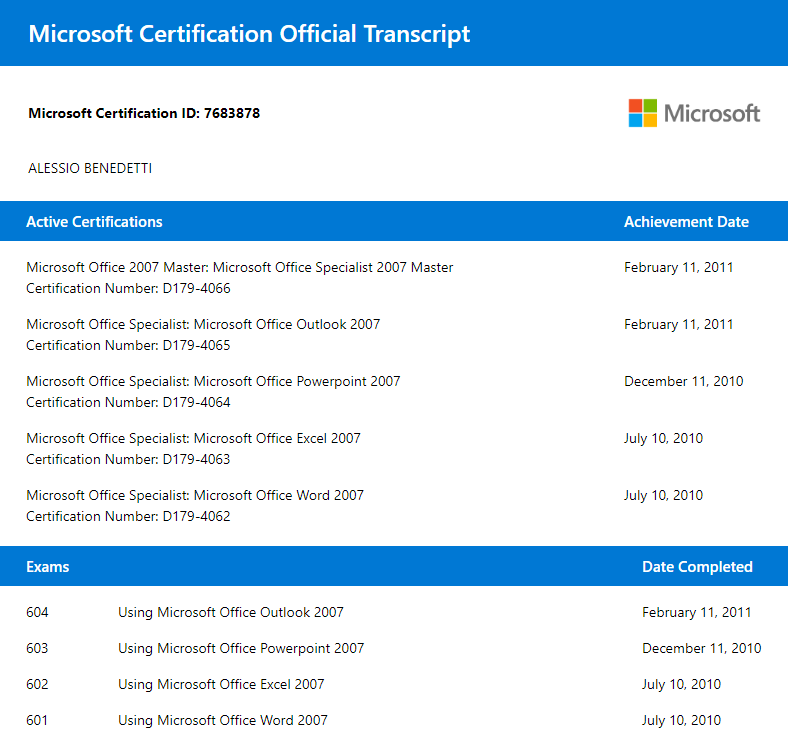 Microsoft Certification Official Transcript
Microsoft Certification ID: 7683878
Microsoft
ALESSIO BENEDETTI
Active Certifications Achievement Date
Microsoft Office 2007 Master: Microsoft Office Specialist 2007 Master February 11, 2011
Certification Number: D179-4066
Microsoft Office Specialist: Microsoft Office Outlook 2007 February 11, 2011
Certification Number: D179-4065
Microsoft Office Specialist: Microsoft Office Powerpoint 2007 December 11, 2010
Certification Number: D179-4064
Microsoft Office Specialist: Microsoft Office Excel 2007 July 10, 2010
Certification Number: D179-4063
Microsoft Office Specialist: Microsoft Office Word 2007 July 10, 2010
Certification Number: D179-4062
Exams Date Completed
604 Using Microsoft Office Outlook 2007 February 11, 2011
603 Using Microsoft Office Powerpoint 2007 December 11, 2010
602 Using Microsoft Office Excel 2007 July 10, 2010
601 Using Microsoft Office Word 2007 July 10, 2010